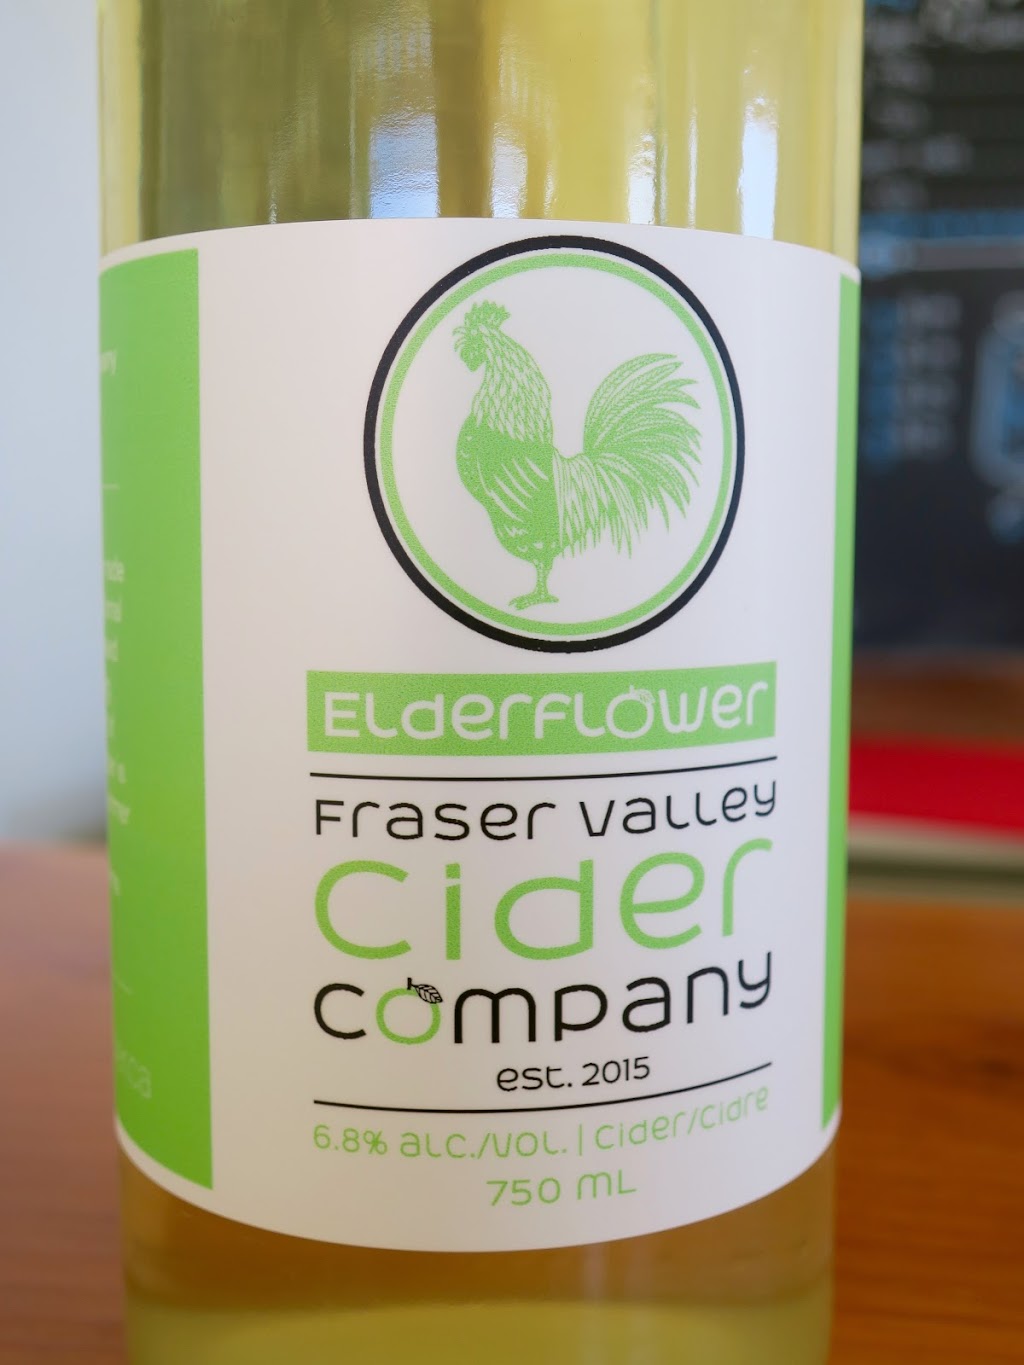 Elderflower
Fraser Valley
Cider
Company
est. 2015
6.8% alc./vol. | cider/cidre
750 mL